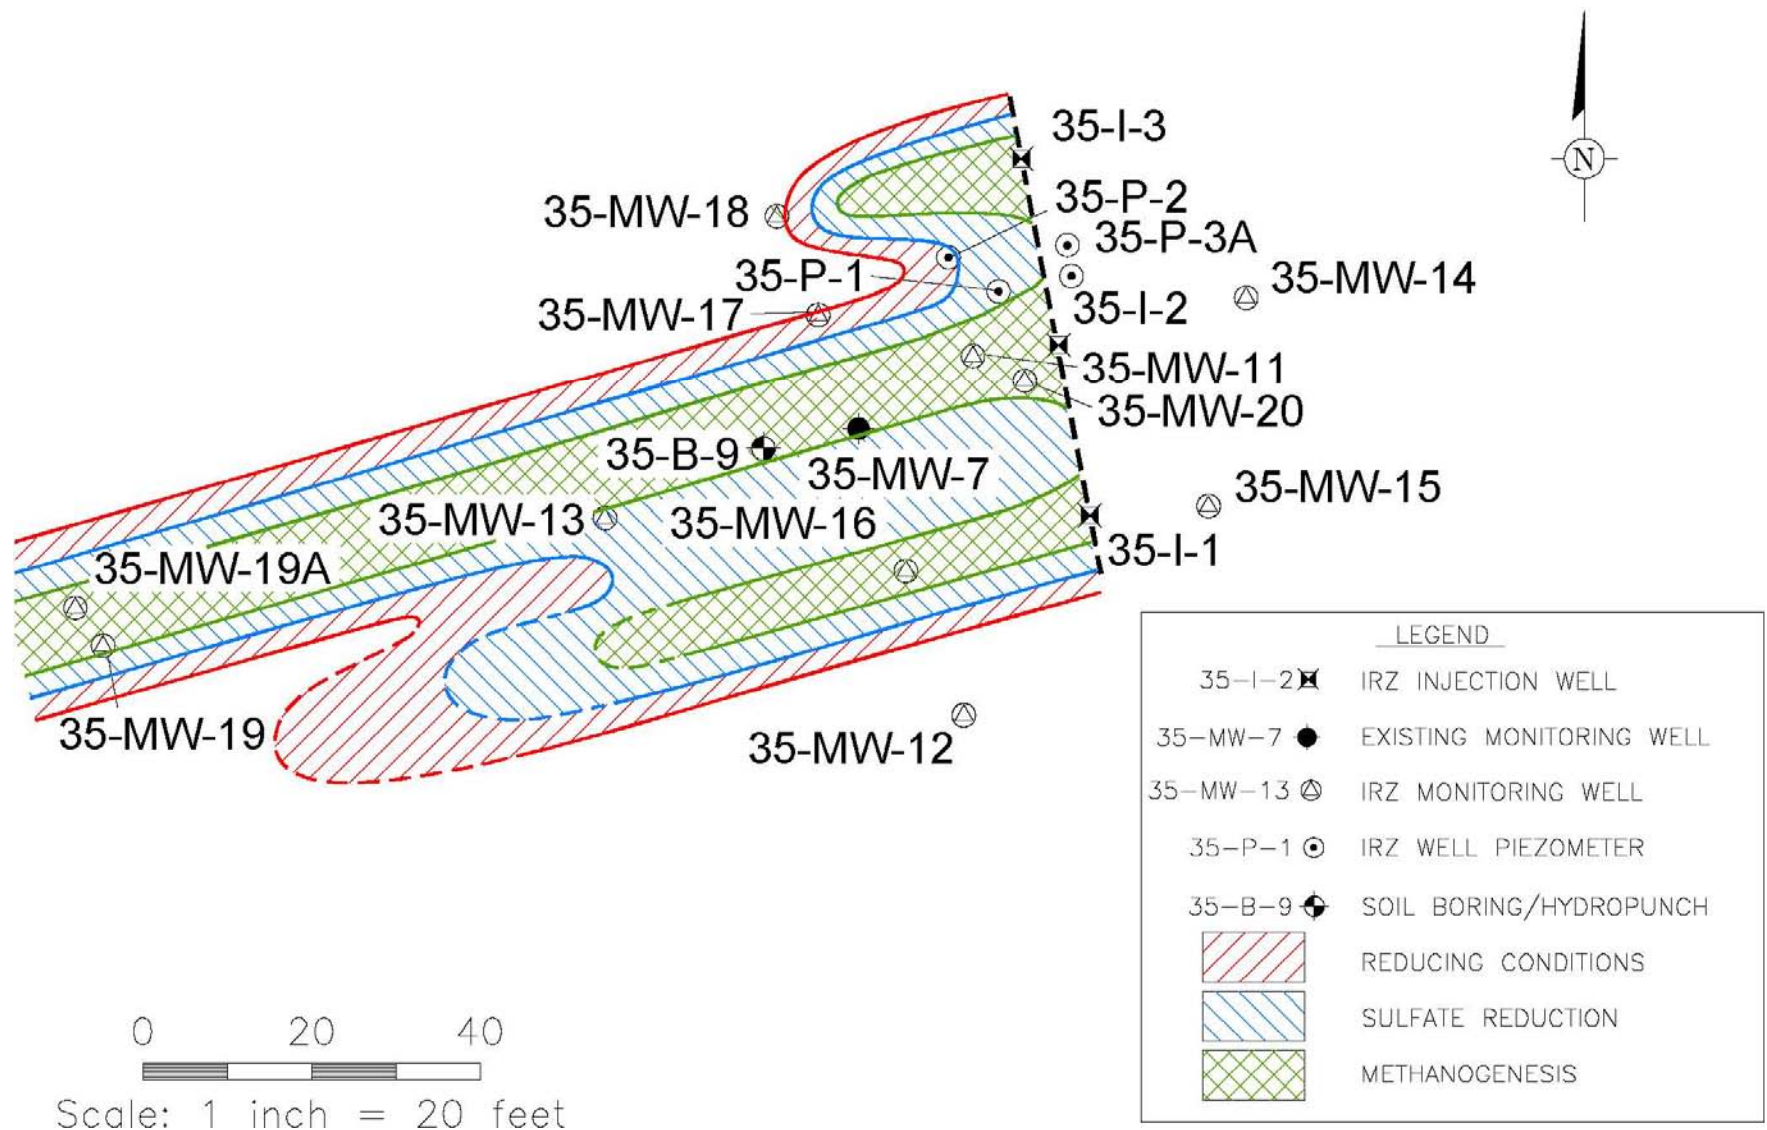 N
35-I-3
35-P-2
35-MW-18
35-P-3A
35-P-1
35-MW-14
35-MW-17
35-I-2
35-MW-11
35-MW-20
35-B-9
35-MW-7
35-MW-15
35-MW-13
35-MW-16
35-I-1
35-MW-19A
35-MW-19
35-MW-12
LEGEND
35-I-2 IRZ INJECTION WELL
35-MW-7 EXISTING MONITORING WELL
35-MW-13 IRZ MONITORING WELL
35-P-1 IRZ WELL PIEZOMETER
35-B-9 SOIL BORING/HYDROPUNCH
REDUCING CONDITIONS
SULFATE REDUCTION
METHANOGENESIS
0 20 40
Scale: 1 inch = 20 feet